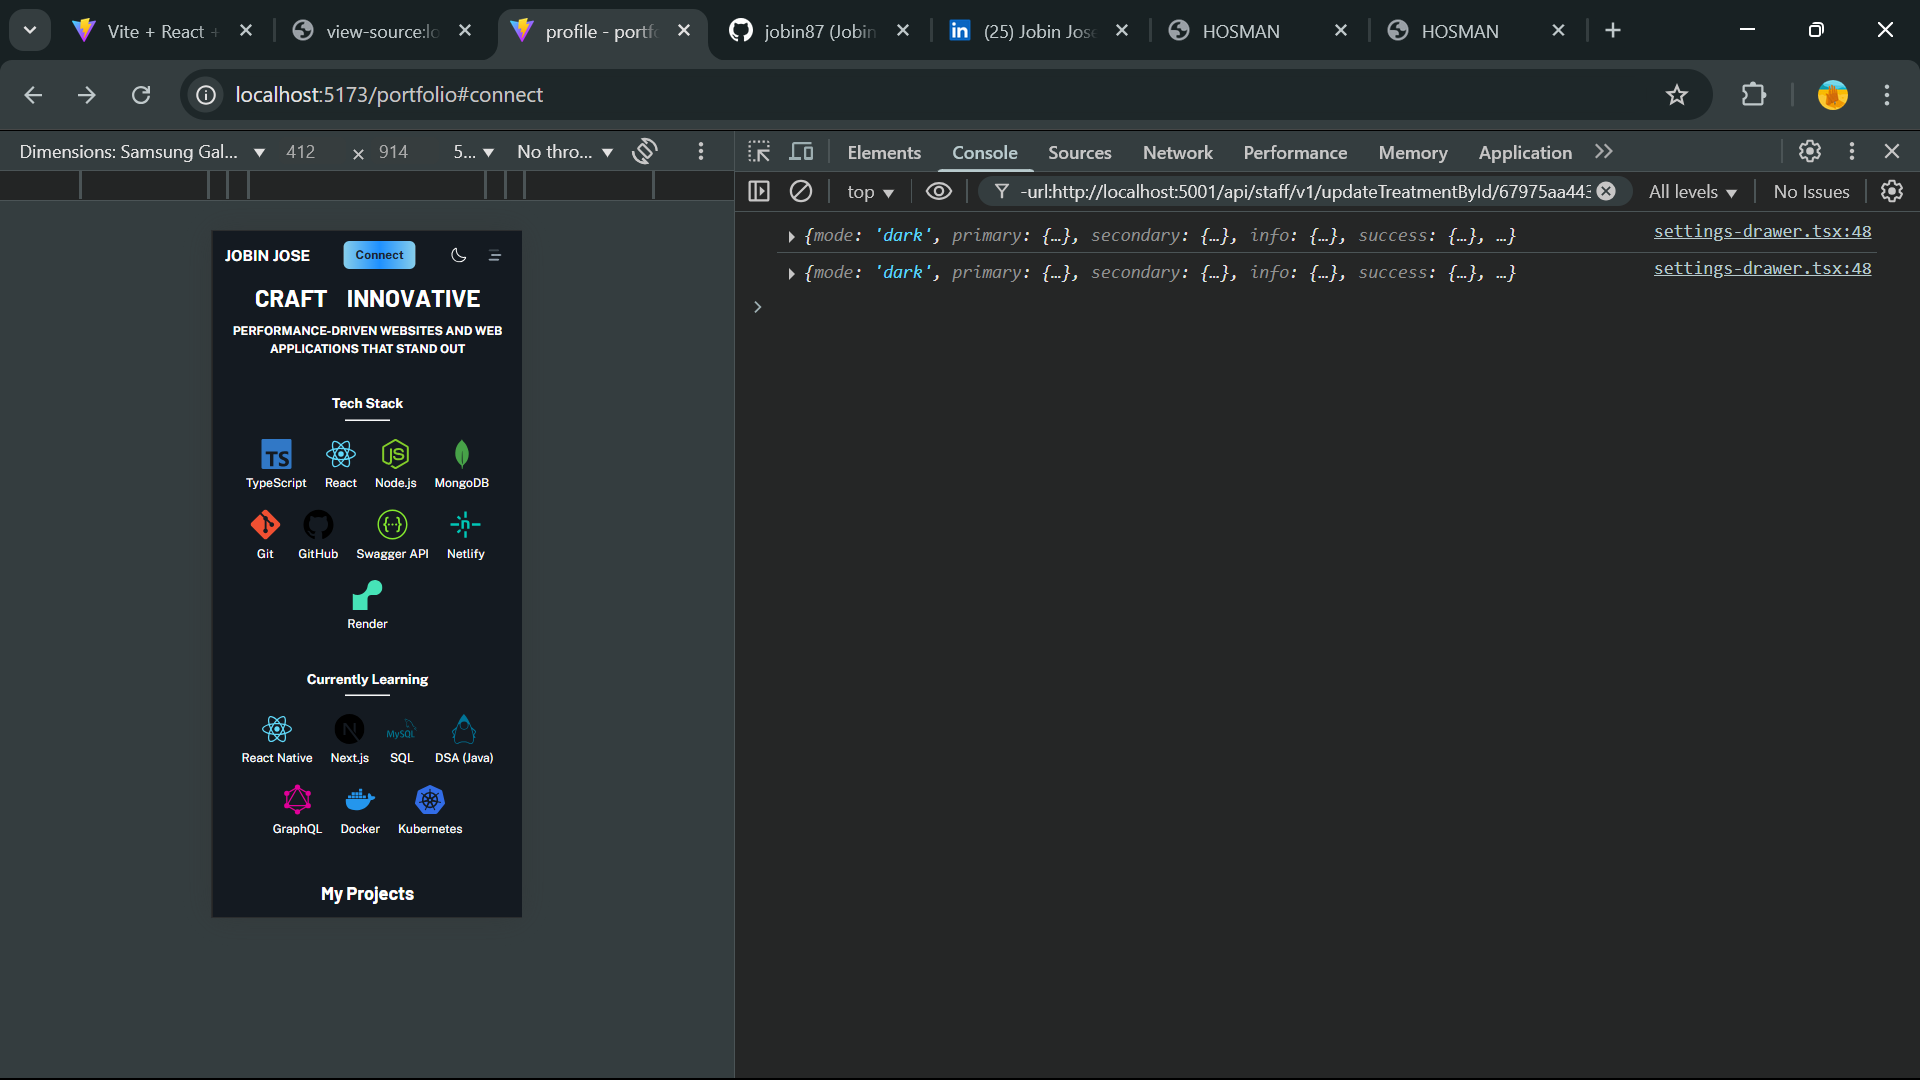 Vite + React +
view-source:lo
profile - portfo
jobin87 (Jobin
(25) Jobin Jose
HOSMAN
HOSMAN
localhost:5173/portfolio#connect
Dimensions: Samsung Gal... 412 × 914 5... No thro...
Elements Console Sources Network Performance Memory Application
top -url:http://localhost:5001/api/staff/v1/updateTreatmentById/67975aa443 All levels No Issues
{mode: 'dark', primary: {…}, secondary: {…}, info: {…}, success: {…}, …} settings-drawer.tsx:48
{mode: 'dark', primary: {…}, secondary: {…}, info: {…}, success: {…}, …} settings-drawer.tsx:48
JOBIN JOSE Connect
CRAFT INNOVATIVE
PERFORMANCE-DRIVEN WEBSITES AND WEB
APPLICATIONS THAT STAND OUT
Tech Stack
TS JS
TypeScript React Node.js MongoDB
{···} n
Git GitHub Swagger API Netlify
Render
Currently Learning
N MySQL
React Native Next.js SQL DSA (Java)
GraphQL Docker Kubernetes
My Projects